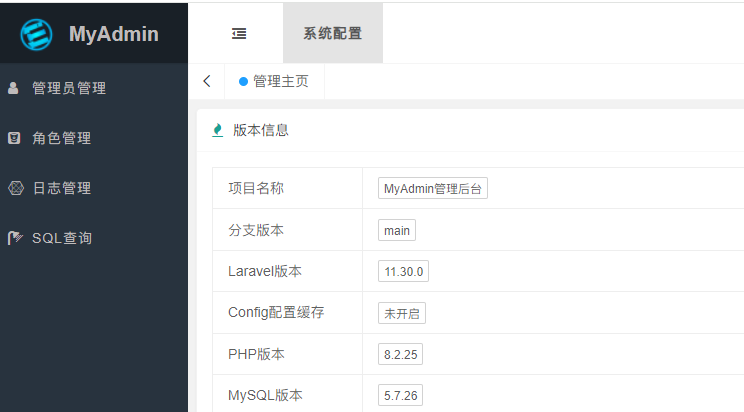 MyAdmin
系统配置
管理员管理
角色管理
日志管理
SQL查询
管理主页
版本信息
项目名称 MyAdmin管理后台
分支版本 main
Laravel版本 11.30.0
Config配置缓存 未开启
PHP版本 8.2.25
MySQL版本 5.7.26